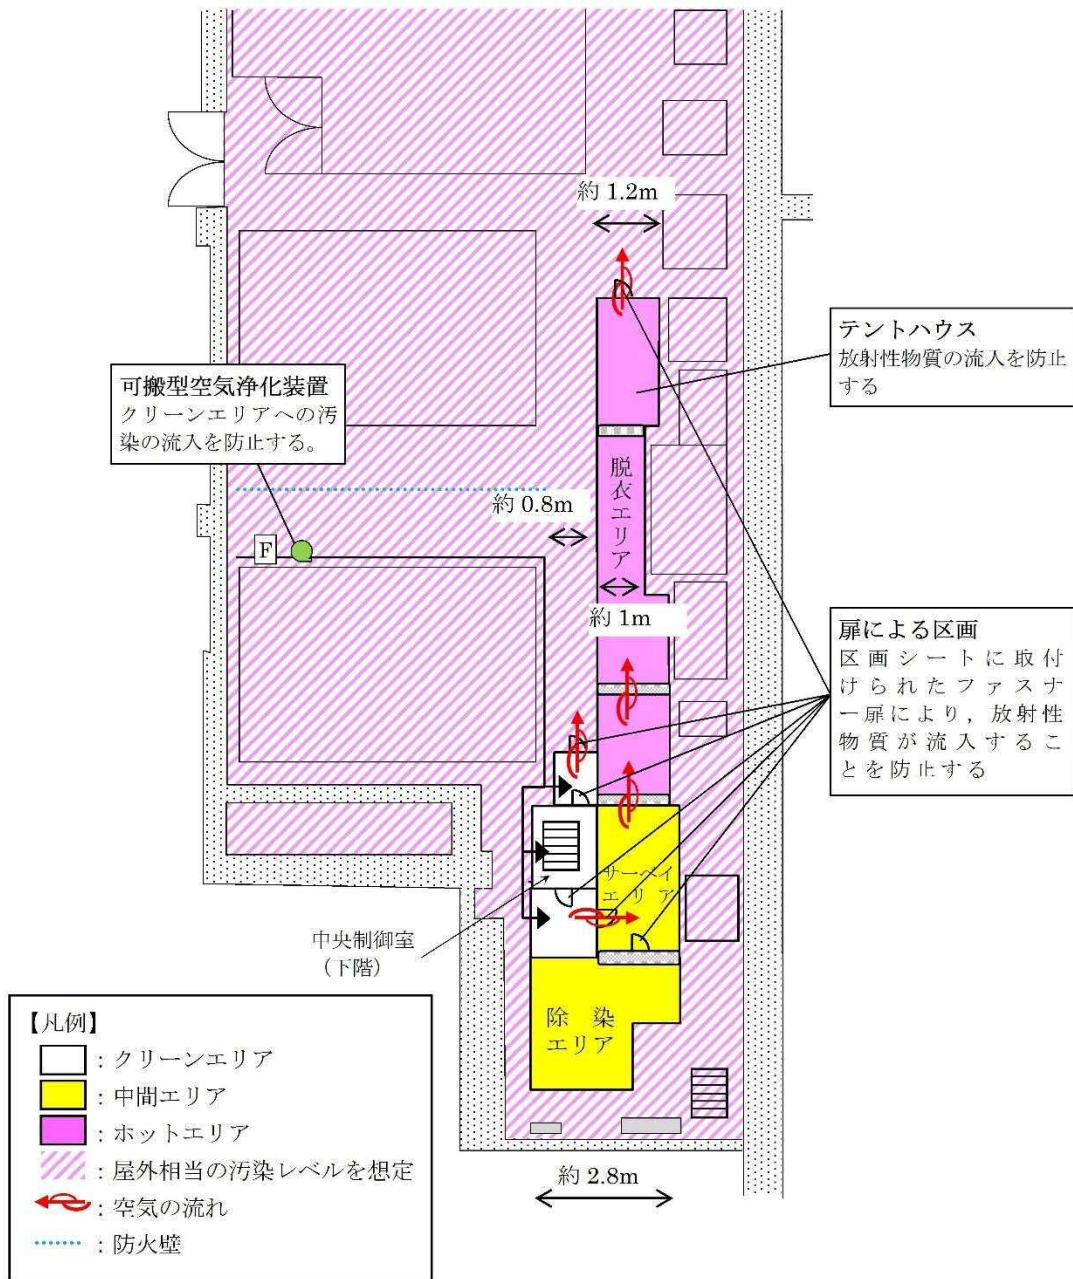 約 1.2m
テントハウス
放射性物質の流入を防止
する
可搬型空気浄化装置
クリーンエリアへの汚
染の流入を防止する。
脱衣エリア
約 0.8m
F
約 1m
扉による区画
区画シートに取付
けられたファスナ
ー扉により，放射性
物質が流入するこ
とを防止する
サーベイ
エリア
中央制御室
（下階）
除染
エリア
【凡例】
：クリーンエリア
：中間エリア
：ホットエリア
：屋外相当の汚染レベルを想定
：空気の流れ
：防火壁
約 2.8m